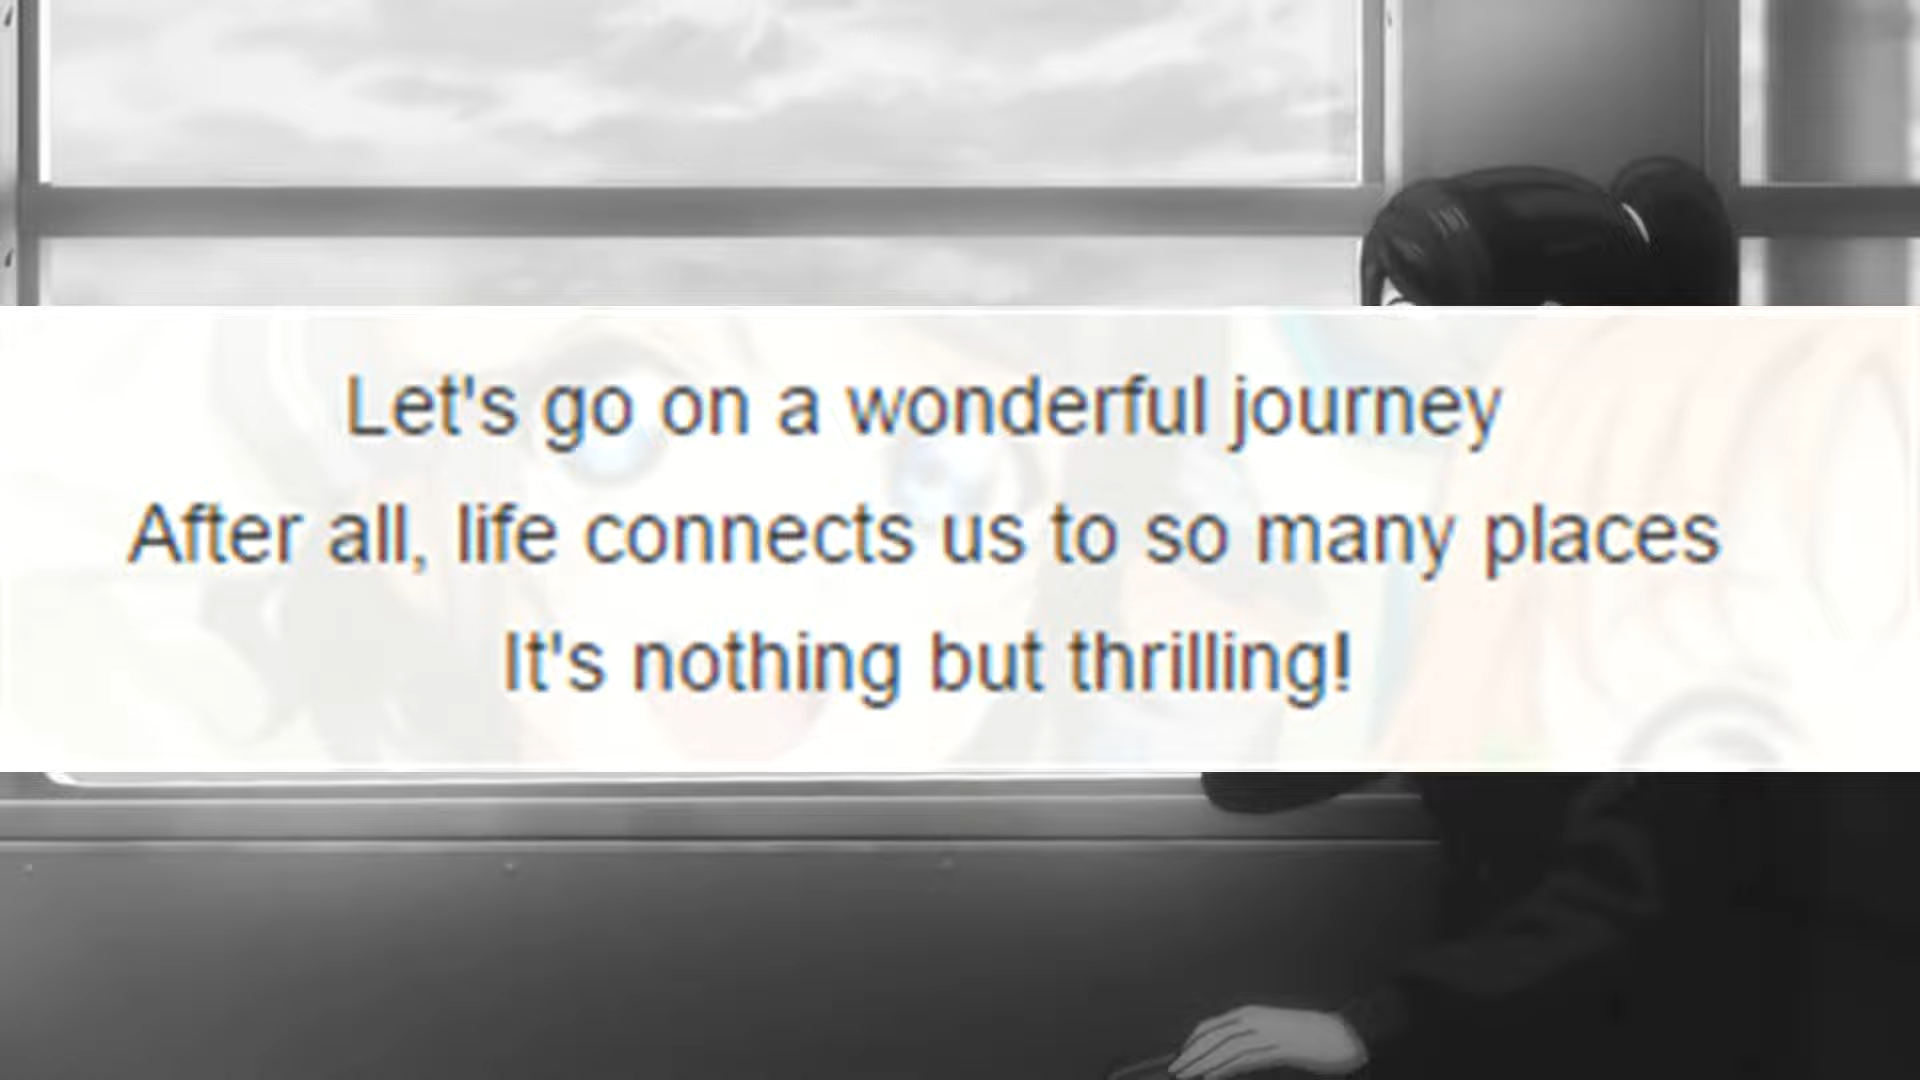 Let's go on a wonderful journey
After all, life connects us to so many places
It's nothing but thrilling!